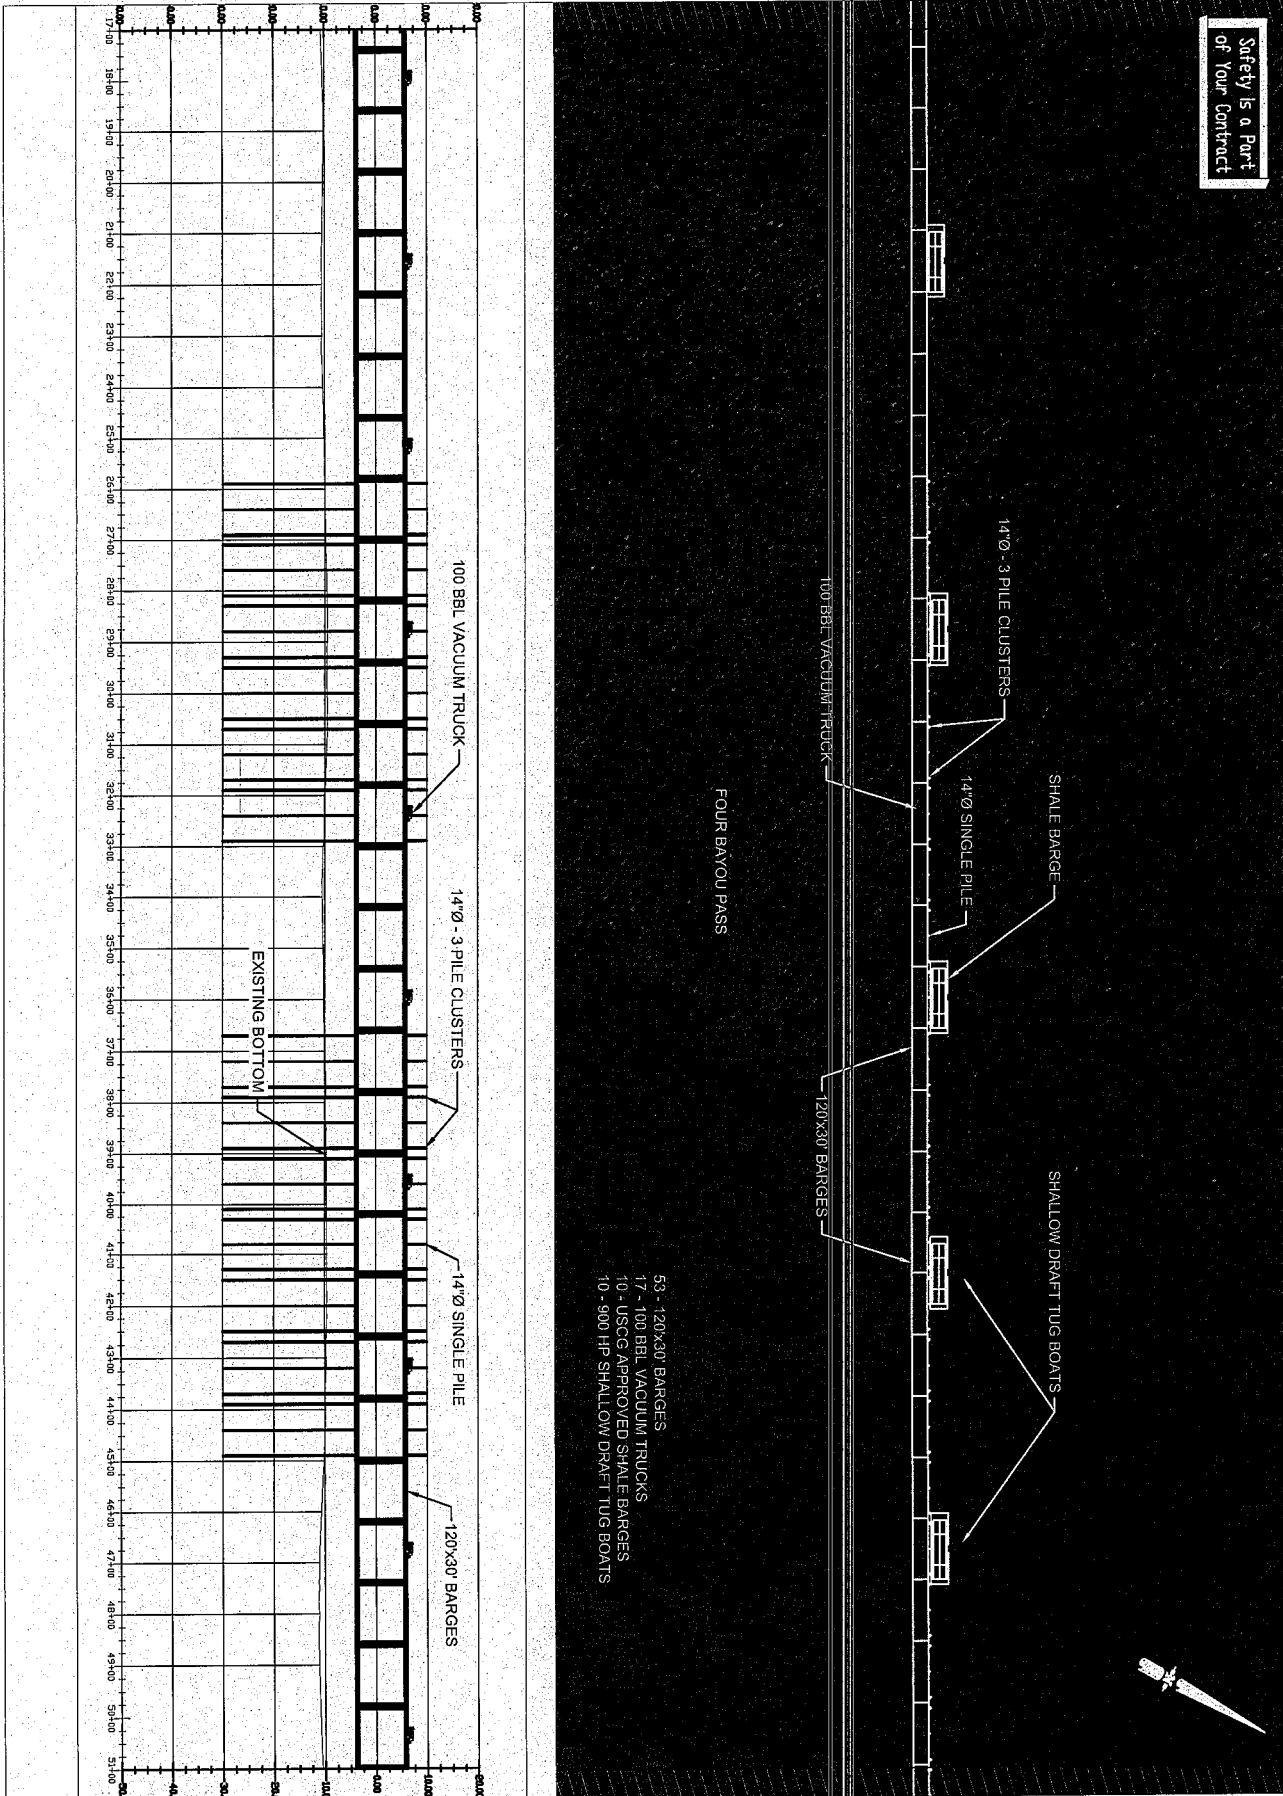 Safety is a Part
of Your Contract
14"Ø - 3 PILE CLUSTERS
SHALE BARGE
SHALLOW DRAFT TUG BOATS
14"Ø SINGLE PILE
100 BBL VACUUM TRUCK
120'x30' BARGES
FOUR BAYOU PASS
53 - 120'x30' BARGES
17 - 100 BBL VACUUM TRUCKS
10 - USCG APPROVED SHALE BARGES
10 - 900 HP SHALLOW DRAFT TUG BOATS
100 BBL VACUUM TRUCK
14"Ø - 3 PILE CLUSTERS
14"Ø SINGLE PILE
120'x30' BARGES
EXISTING BOTTOM
17+00 18+00 19+00 20+00 21+00 22+00 23+00 24+00 25+00 26+00 27+00 28+00 29+00 30+00 31+00 32+00 33+00 34+00 35+00 36+00 37+00 38+00 39+00 40+00 41+00 42+00 43+00 44+00 45+00 46+00 47+00 48+00 49+00 50+00 51+00